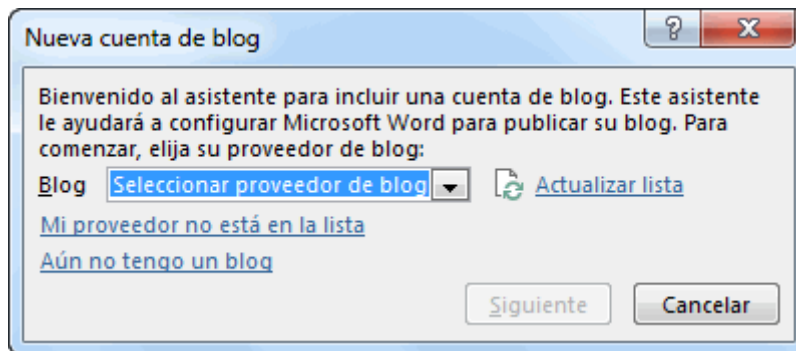 Nueva cuenta de blog
Bienvenido al asistente para incluir una cuenta de blog. Este asistente
le ayudará a configurar Microsoft Word para publicar su blog. Para
comenzar, elija su proveedor de blog:
Blog Seleccionar proveedor de blog Actualizar lista
Mi proveedor no está en la lista
Aún no tengo un blog
Siguiente Cancelar